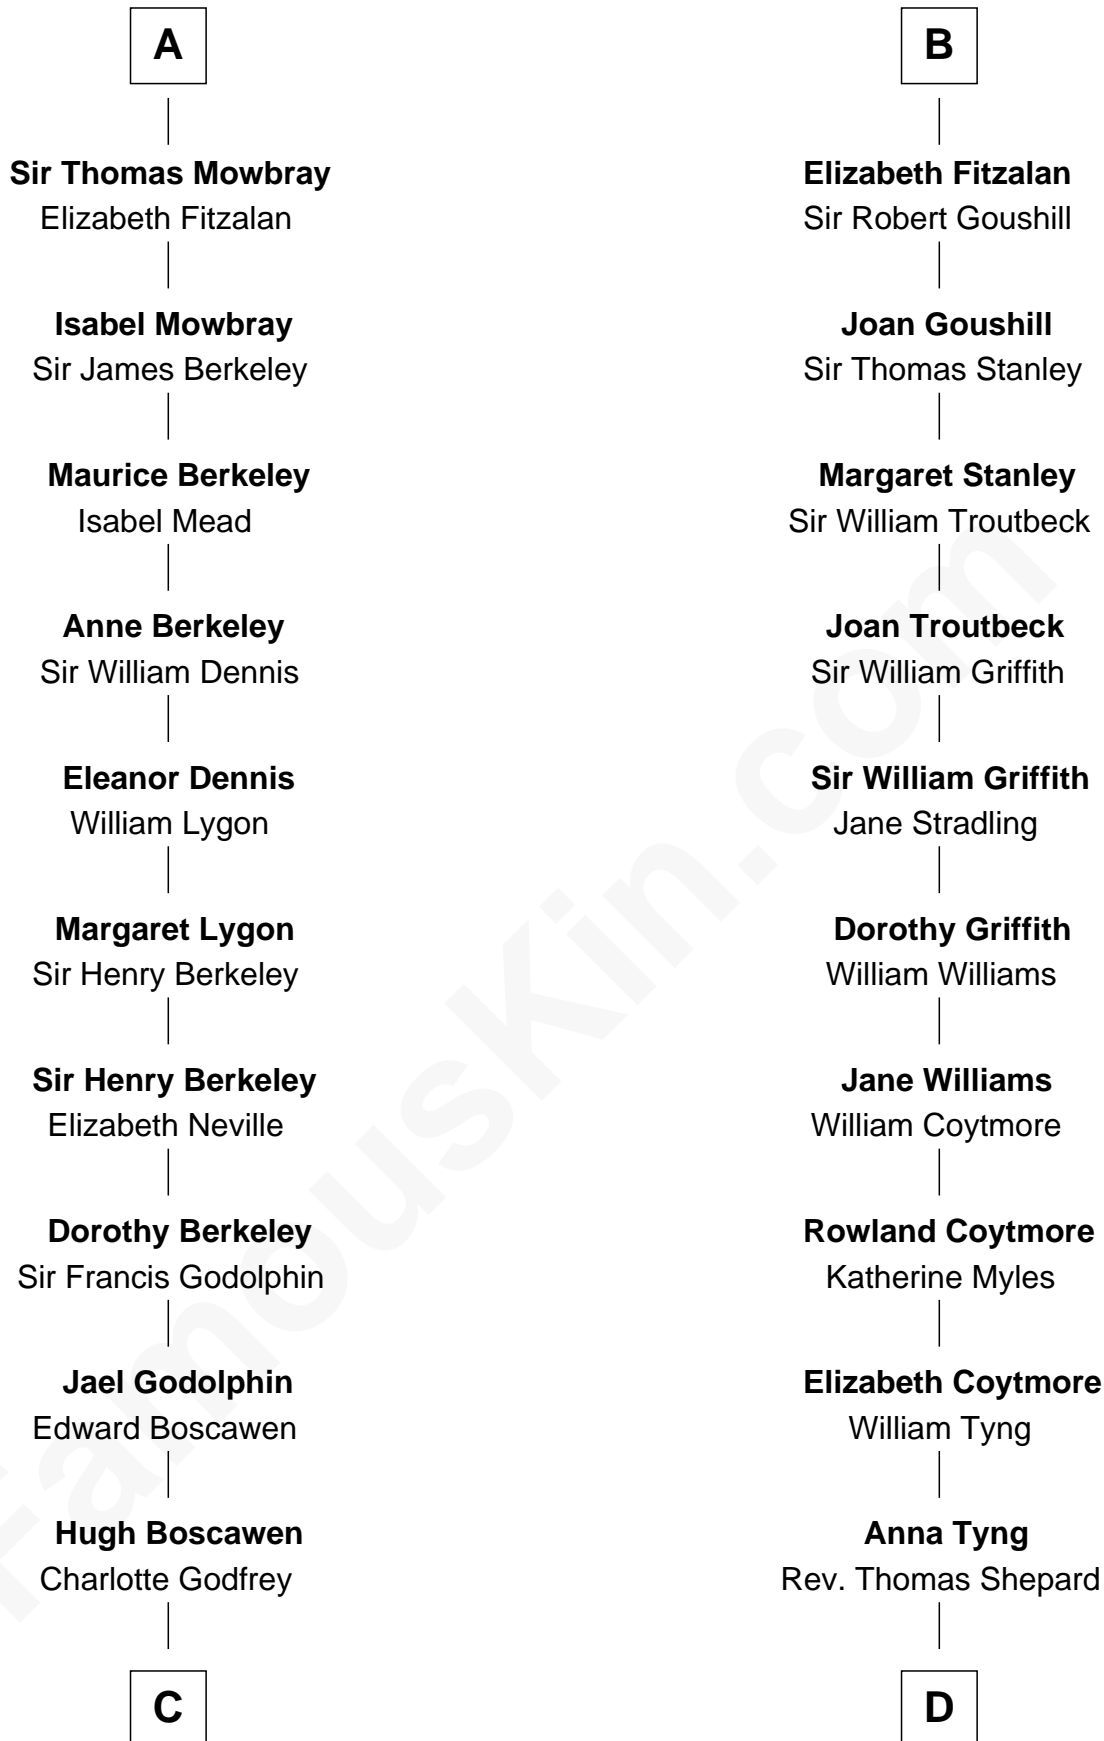 A
Sir Thomas Mowbray
Elizabeth Fitzalan
Isabel Mowbray
Sir James Berkeley
Maurice Berkeley
Isabel Mead
Anne Berkeley
Sir William Dennis
Eleanor Dennis
William Lygon
Margaret Lygon
Sir Henry Berkeley
Sir Henry Berkeley
Elizabeth Neville
Dorothy Berkeley
Sir Francis Godolphin
Jael Godolphin
Edward Boscawen
Hugh Boscawen
Charlotte Godfrey
C
B
Elizabeth Fitzalan
Sir Robert Goushill
Joan Goushill
Sir Thomas Stanley
Margaret Stanley
Sir William Troutbeck
Joan Troutbeck
Sir William Griffith
Sir William Griffith
Jane Stradling
Dorothy Griffith
William Williams
Jane Williams
William Coytmore
Rowland Coytmore
Katherine Myles
Elizabeth Coytmore
William Tyng
Anna Tyng
Rev. Thomas Shepard
D
FamousKin.com